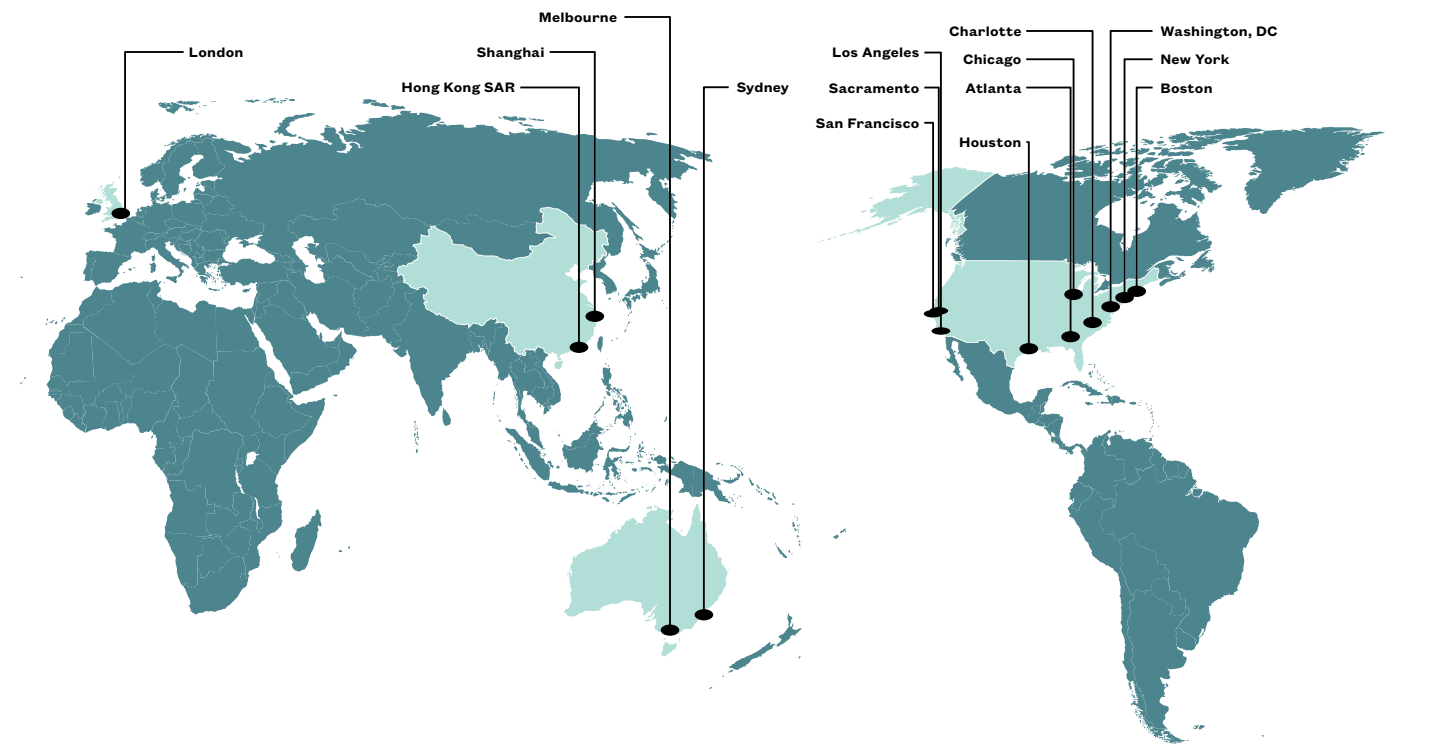 Melbourne
London
Shanghai
Hong Kong SAR
Sydney
Charlotte
Washington, DC
Los Angeles
Chicago
New York
Sacramento
Atlanta
Boston
San Francisco
Houston